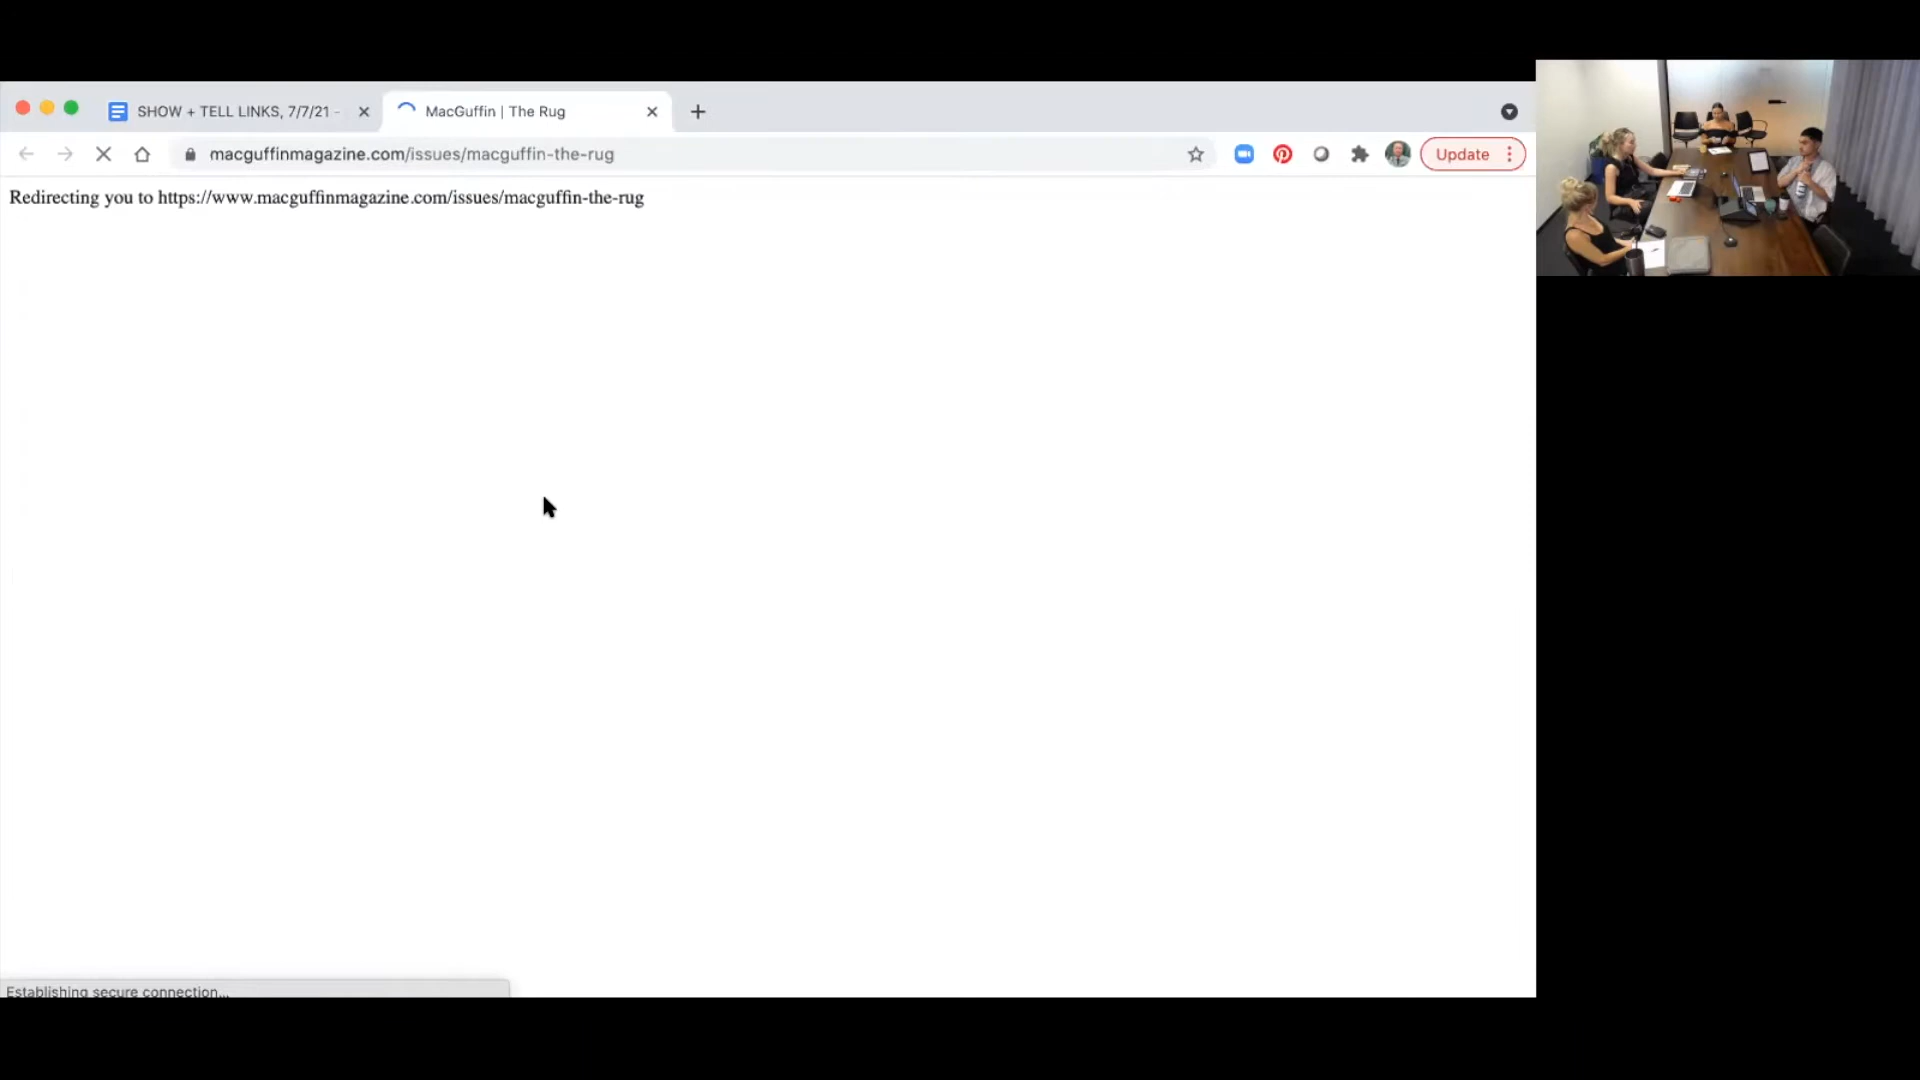 SHOW + TELL LINKS, 7/7/21 -
MacGuffin | The Rug
macguffinmagazine.com/issues/macguffin-the-rug
Update
Redirecting you to https://www.macguffinmagazine.com/issues/macguffin-the-rug
Establishing secure connection...